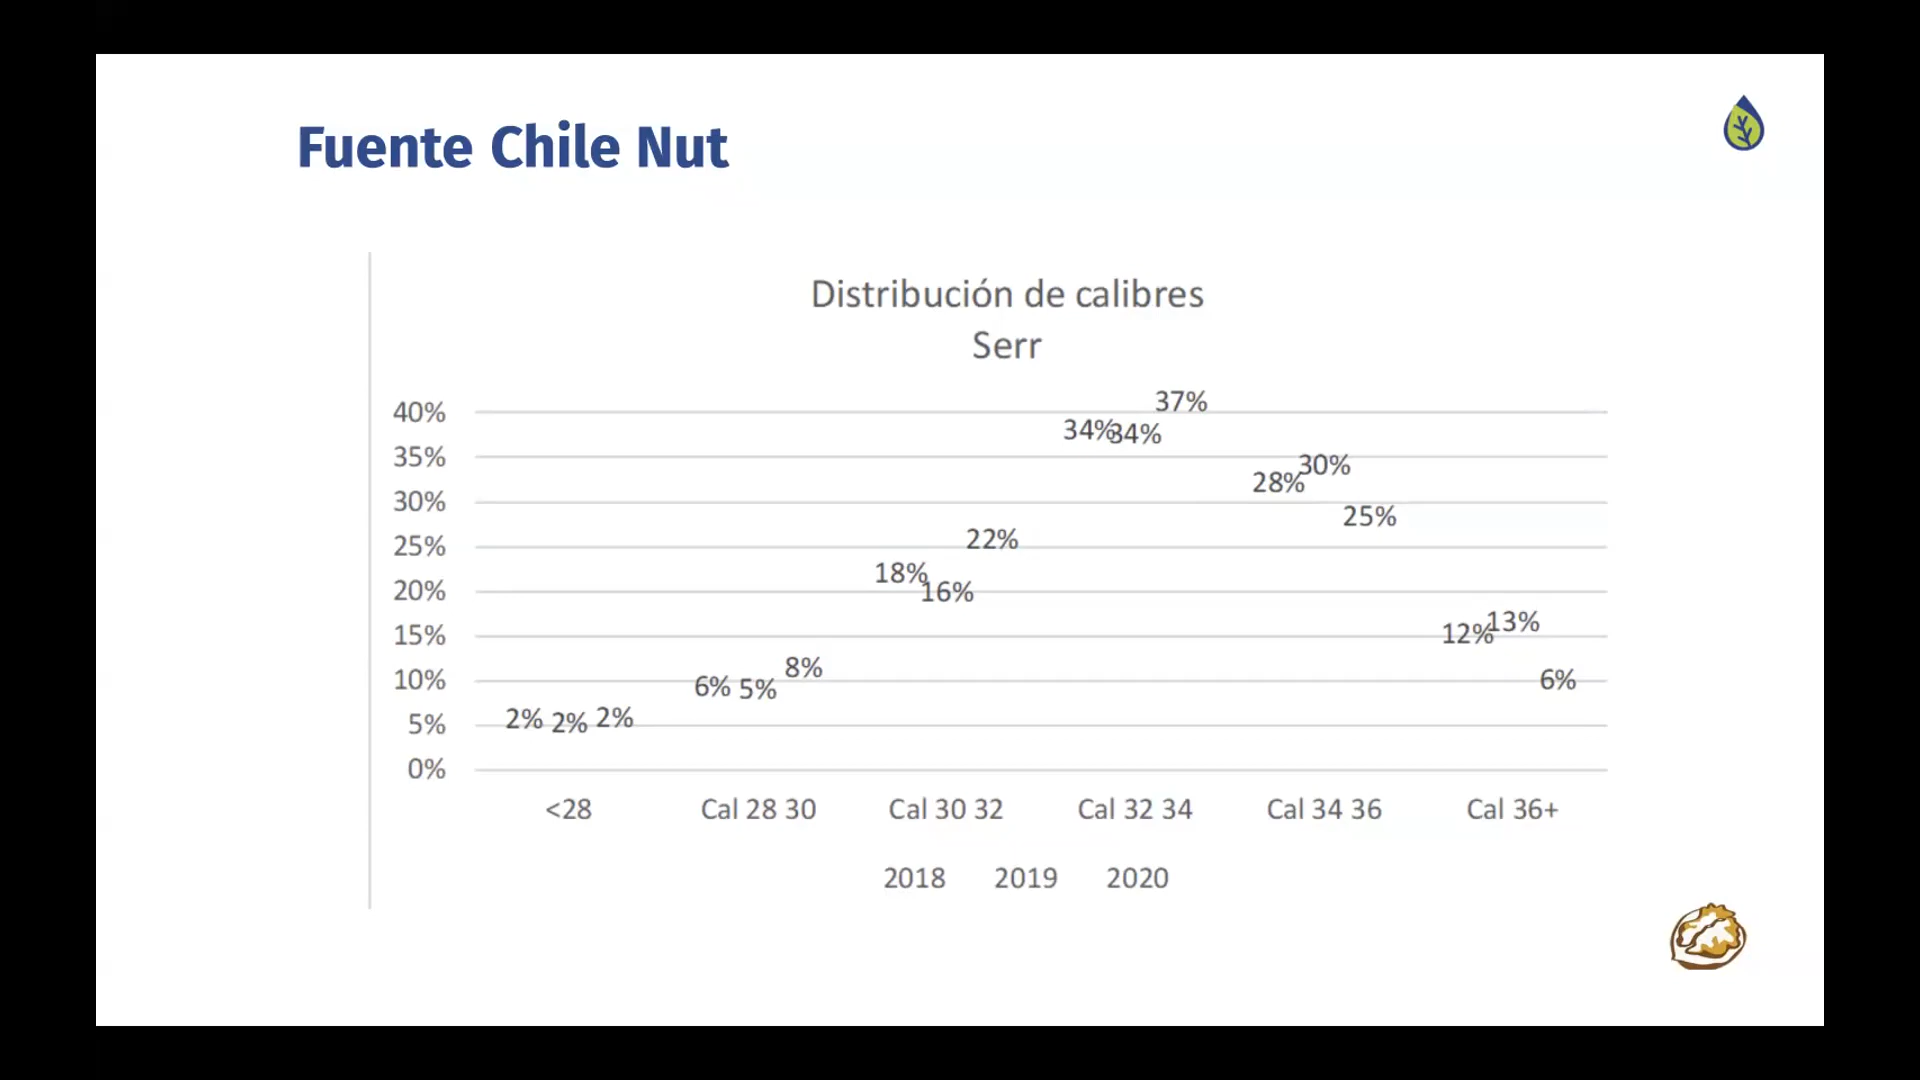 Fuente Chile Nut
Distribución de calibres
Serr
40%
35%
30%
25%
20%
15%
10%
5%
0%
2% 2% 2%
6% 5% 8%
18% 16% 22%
34% 34% 37%
28% 30% 25%
12% 13% 6%
<28 Cal 28 30 Cal 30 32 Cal 32 34 Cal 34 36 Cal 36+
2018 2019 2020